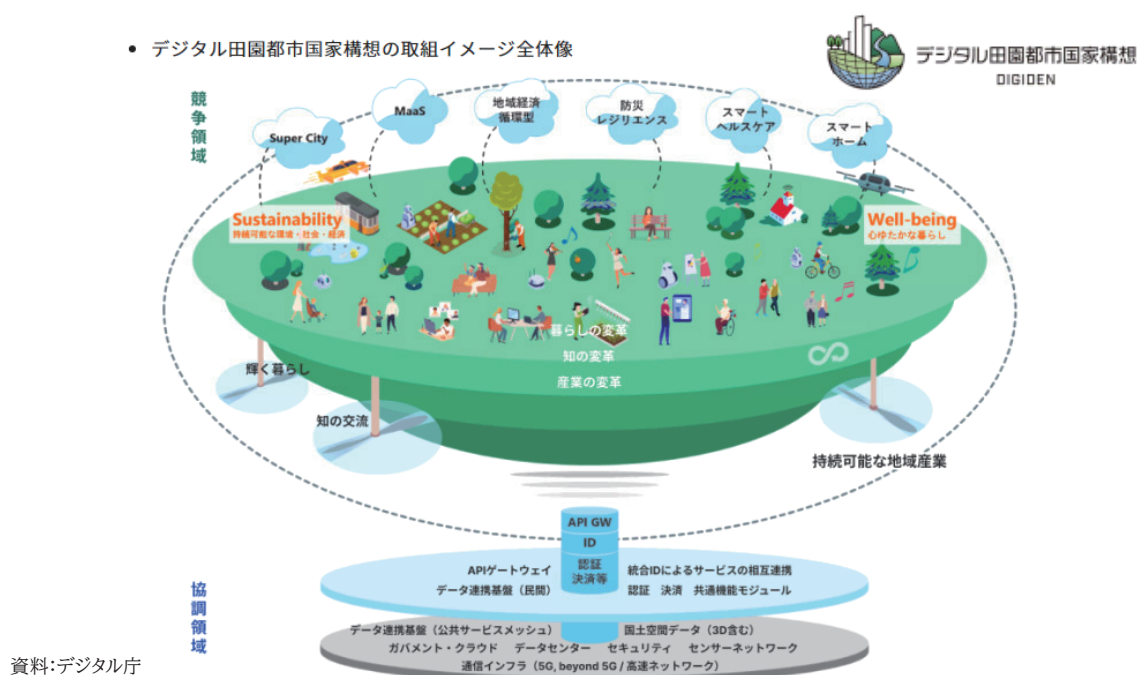 • デジタル田園都市国家構想の取組イメージ全体像
デジタル田園都市国家構想
DIGIDEN
競争領域
Super City
MaaS
地域経済
循環型
防災
レジリエンス
スマート
ヘルスケア
スマート
ホーム
Sustainability
持続可能な環境・社会・経済
Well-being
心ゆたかな暮らし
暮らしの変革
知の変革
産業の変革
輝く暮らし
知の交流
持続可能な地域産業
API GW
ID
認証
決済等
協調領域
APIゲートウェイ
データ連携基盤（民間）
統合IDによるサービスの相互連携
認証 決済 共通機能モジュール
データ連携基盤（公共サービスメッシュ）
国土空間データ（3D含む）
ガバメント・クラウド データセンター セキュリティ センサーネットワーク
通信インフラ（5G, beyond 5G / 高速ネットワーク）
資料：デジタル庁